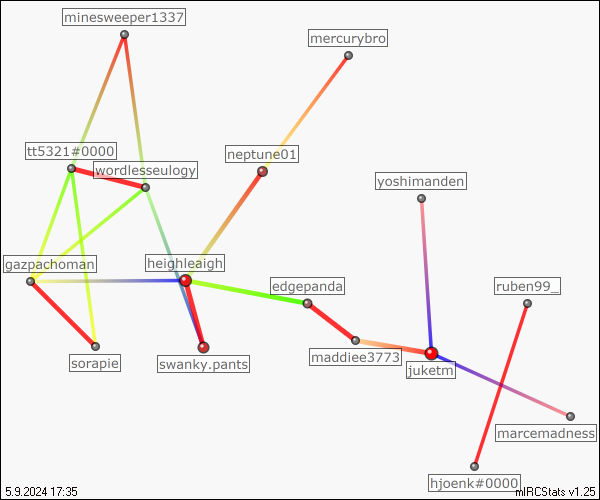 minesweeper1337
mercurybro
tt5321#0000
neptune01
wordlesseulogy
yoshimanden
gazpachoman
heighleaigh
edgepanda
ruben99_
sorapie
swanky.pants
maddiee3773
juketm
marcemadness
hjoenk#0000
5.9.2024 17:35
mIRCStats v1.25